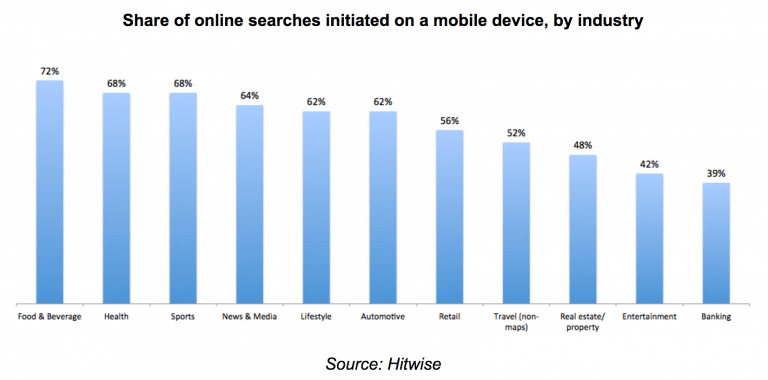 Share of online searches initiated on a mobile device, by industry
72%
68%
68%
64%
62%
62%
56%
52%
48%
42%
39%
Food & Beverage
Health
Sports
News & Media
Lifestyle
Automotive
Retail
Travel (non-
maps)
Real estate/
property
Entertainment
Banking
Source: Hitwise